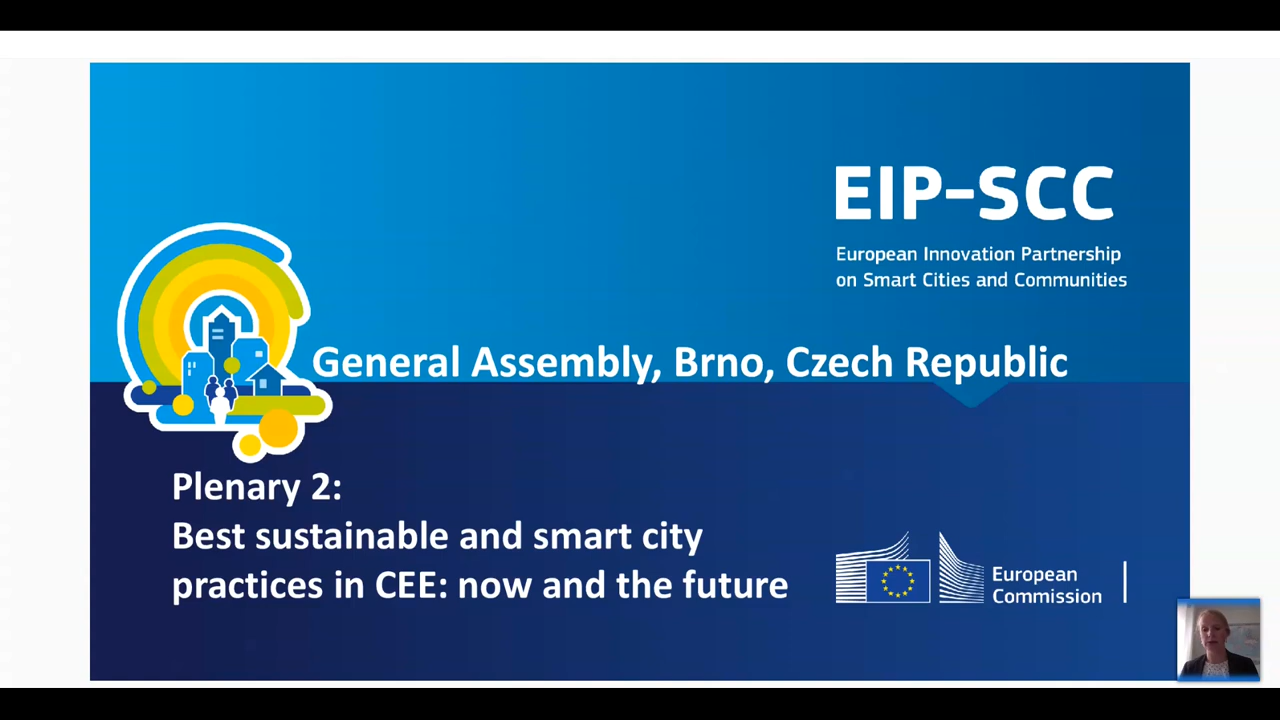 EIP-SCC
European Innovation Partnership
on Smart Cities and Communities
General Assembly, Brno, Czech Republic
Plenary 2:
Best sustainable and smart city
practices in CEE: now and the future
European
Commission